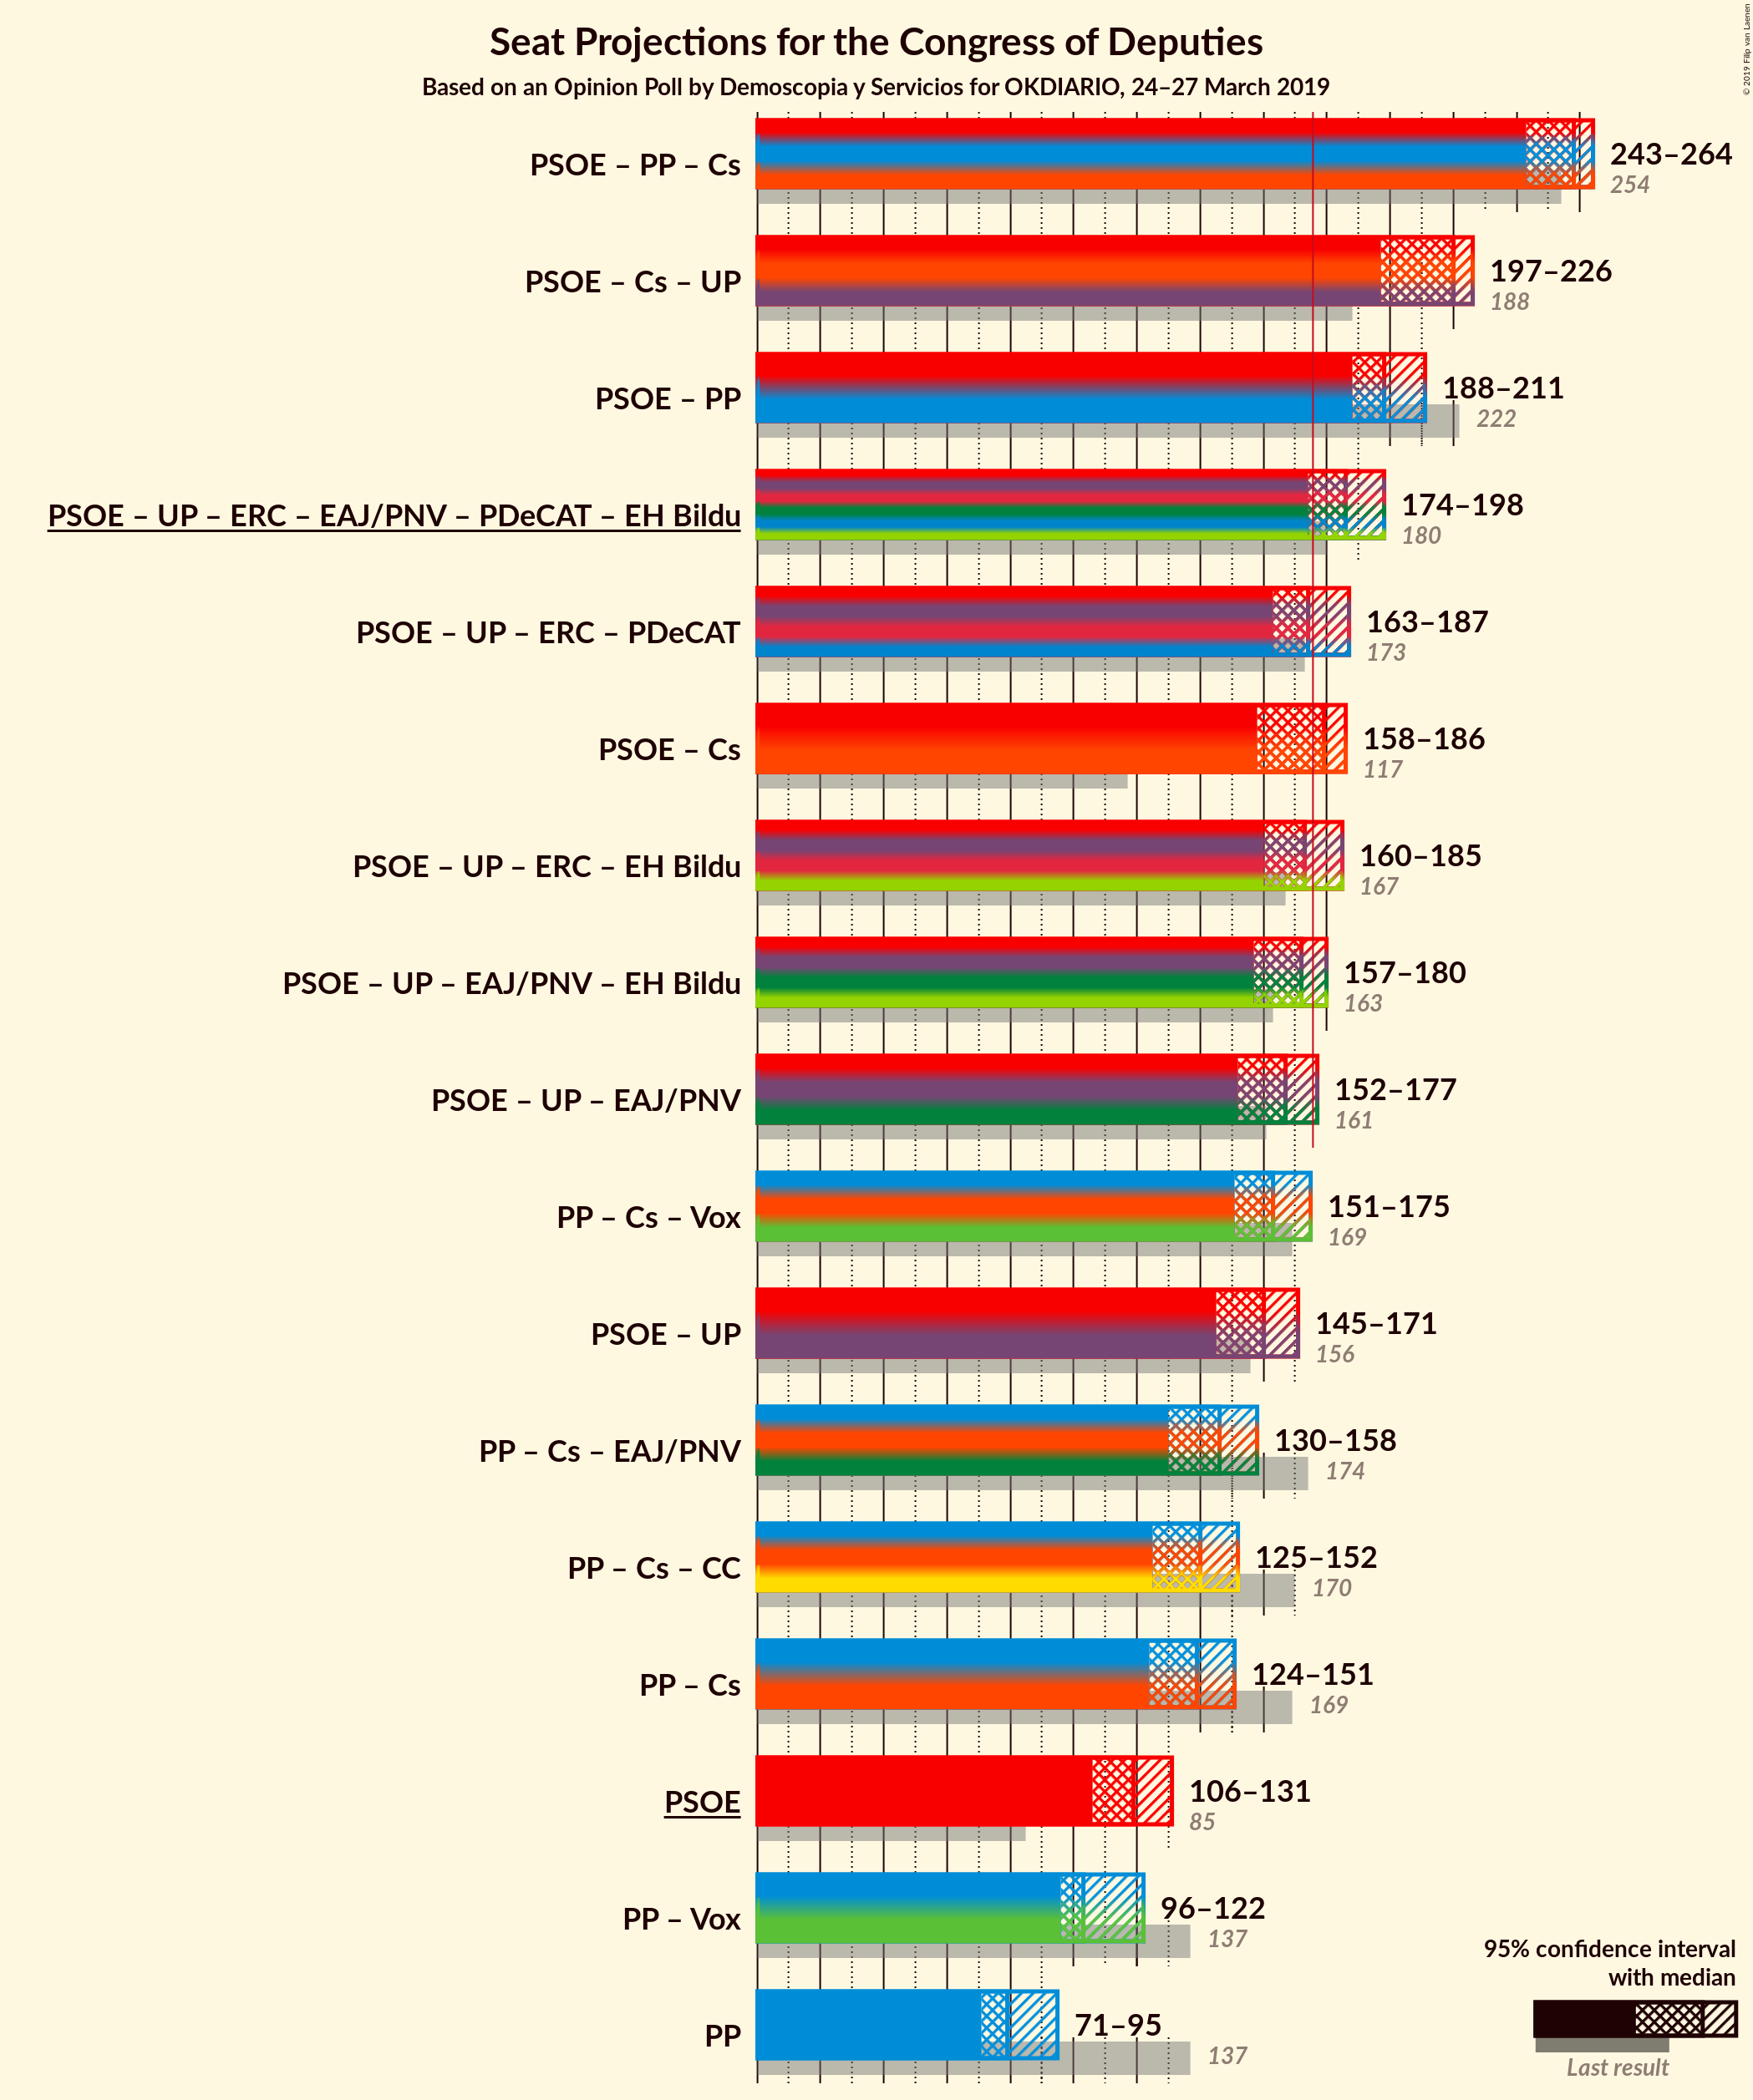 Seat Projections for the Congress of Deputies
Based on an Opinion Poll by Demoscopia y Servicios for OKDIARIO, 24–27 March 2019
© 2019 Filip van Laenen
PSOE – PP – Cs
243–264
254
PSOE – Cs – UP
197–226
188
PSOE – PP
188–211
222
PSOE – UP – ERC – EAJ/PNV – PDeCAT – EH Bildu
174–198
180
PSOE – UP – ERC – PDeCAT
163–187
173
PSOE – Cs
158–186
117
PSOE – UP – ERC – EH Bildu
160–185
167
PSOE – UP – EAJ/PNV – EH Bildu
157–180
163
PSOE – UP – EAJ/PNV
152–177
161
PP – Cs – Vox
151–175
169
PSOE – UP
145–171
156
PP – Cs – EAJ/PNV
130–158
174
PP – Cs – CC
125–152
170
PP – Cs
124–151
169
PSOE
106–131
85
PP – Vox
96–122
137
PP
71–95
137
95% confidence interval
with median
Last result